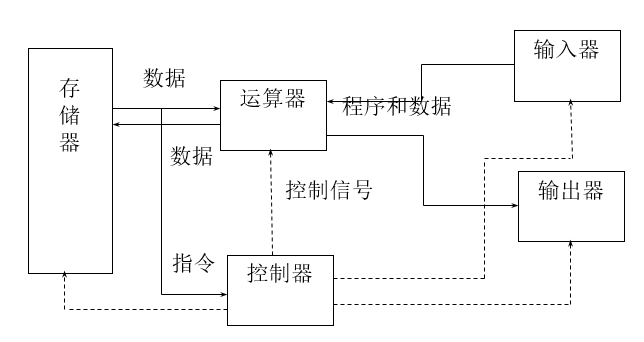 输入器
数据
存
储
器
运算器
程序和数据
数据
控制信号
输出器
指令
控制器